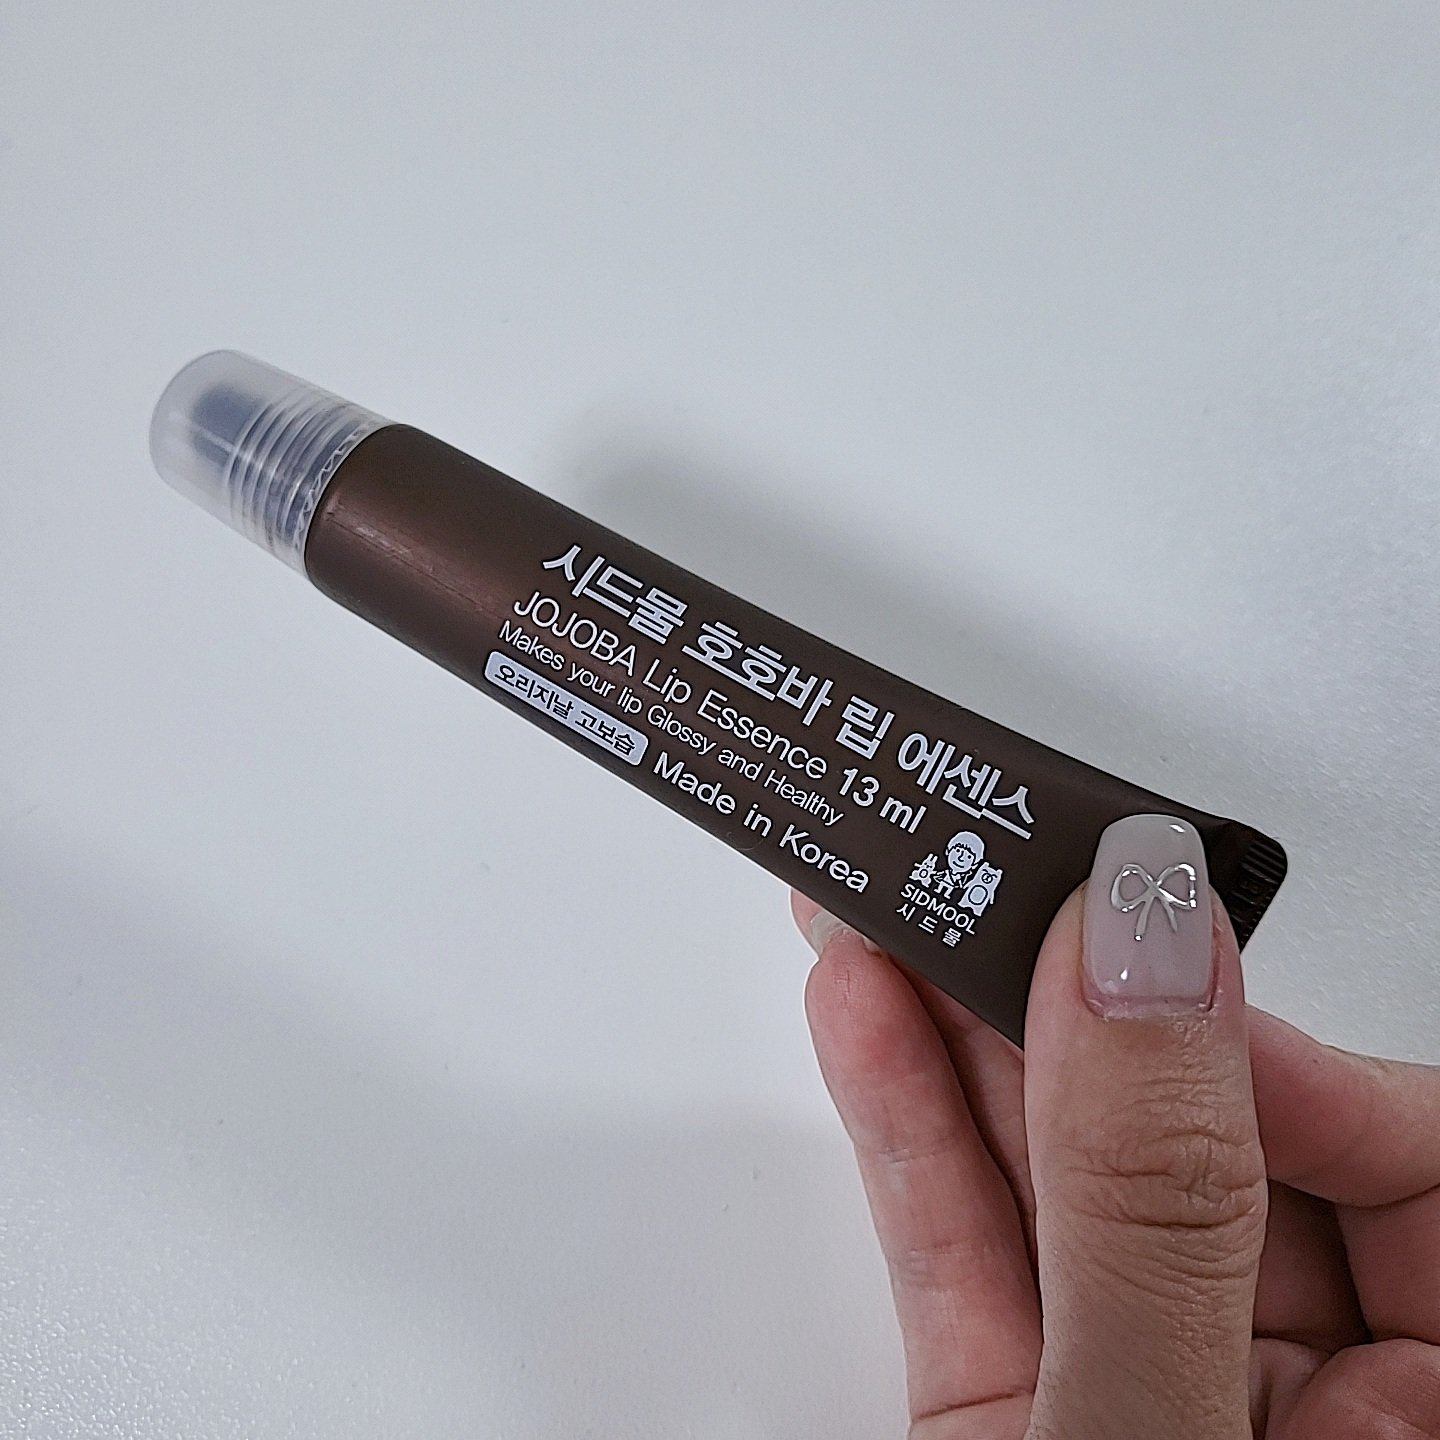 시드물 호호바 립 에센스
JOJOBA Lip Essence 13 ml
Makes your lip Glossy and Healthy
오리지날 고보습 Made in Korea
SIDMOOL
시드물